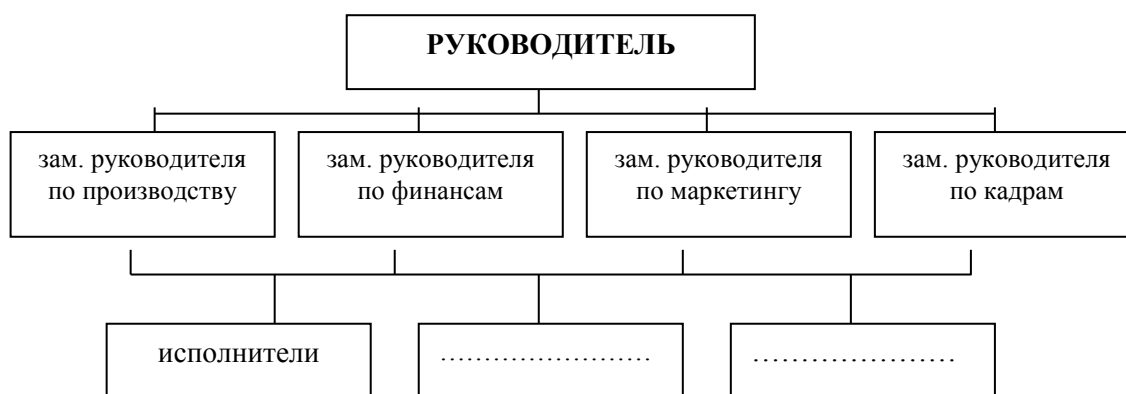 РУКОВОДИТЕЛЬ
зам. руководителя
по производству
зам. руководителя
по финансам
зам. руководителя
по маркетингу
зам. руководителя
по кадрам
исполнители
........................
.....................